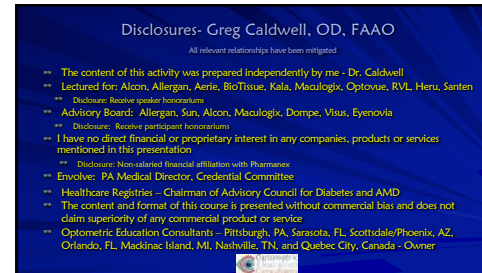 Disclosures- Greg Caldwell, OD, FAAO
All relevant relationships have been mitigated
The content of this activity was prepared independently by me - Dr. Caldwell
Lectured for: Alcon, Allergan, Aerie, BioTissue, Kala, Maculogix, Optovue, RVL, Heru, Santen
Disclosure: Receive speaker honorariums
Advisory Board: Allergan, Sun, Alcon, Maculogix, Dompe, Visus, Eyenovia
Disclosure: Receive participant honorariums
I have no direct financial or proprietary interest in any companies, products or services
mentioned in this presentation
Disclosure: Non-salaried financial affiliation with Pharmanex
Envolve: PA Medical Director, Credential Committee
Healthcare Registries – Chairman of Advisory Council for Diabetes and AMD
The content and format of this course is presented without commercial bias and does not
claim superiority of any commercial product or service
Optometric Education Consultants – Pittsburgh, PA, Sarasota, FL, Scottsdale/Phoenix, AZ,
Orlando, FL, Mackinac Island, MI, Nashville, TN, and Quebec City, Canada - Owner